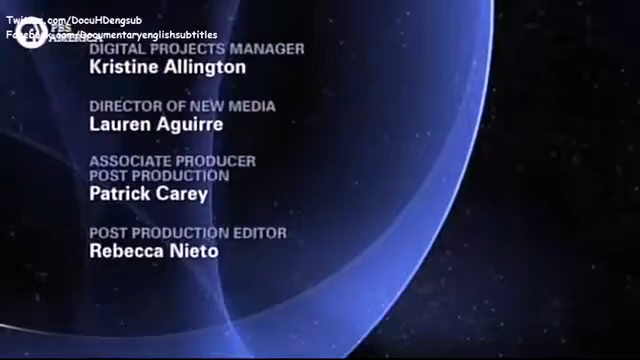 Twitter.com/DocuHDengsub
Facebook.com/Documentaryenglishsubtitles
PBS
AMERICA
DIGITAL PROJECTS MANAGER
Kristine Allington
DIRECTOR OF NEW MEDIA
Lauren Aguirre
ASSOCIATE PRODUCER
POST PRODUCTION
Patrick Carey
POST PRODUCTION EDITOR
Rebecca Nieto